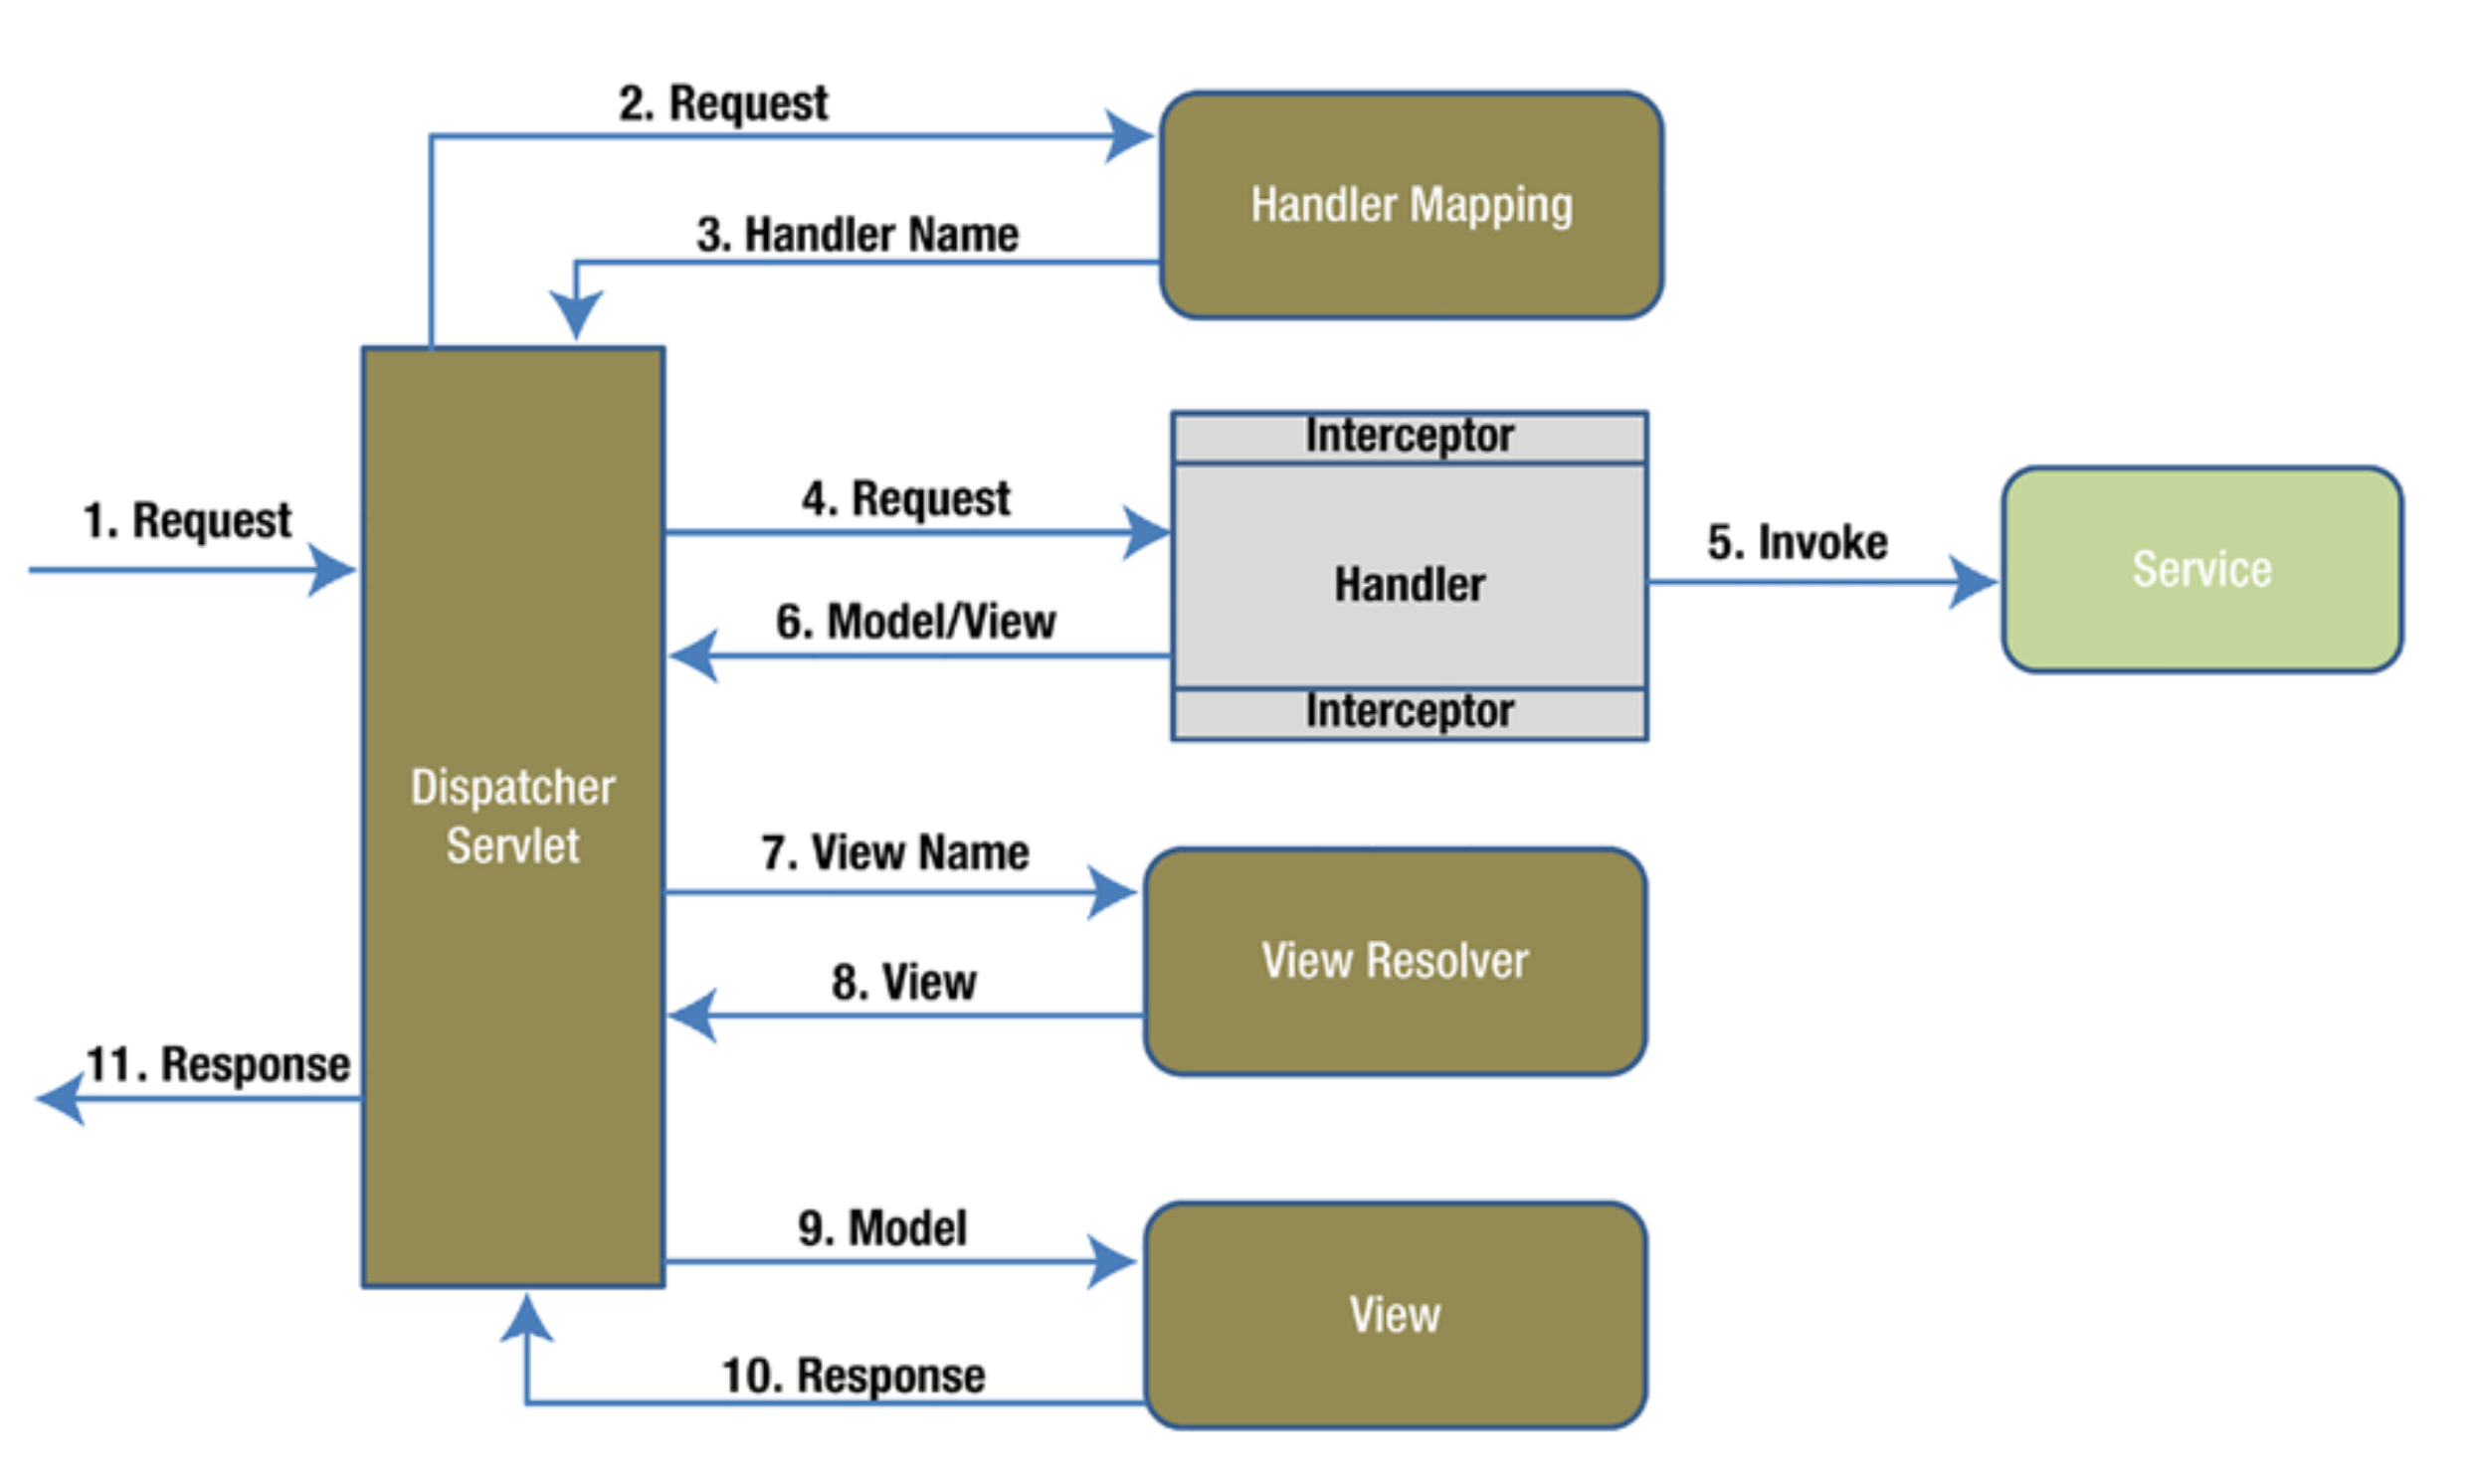 2. Request
Handler Mapping
3. Handler Name
Interceptor
1. Request
4. Request
5. Invoke
Handler
Service
6. Model/View
Interceptor
Dispatcher
Servlet
7. View Name
View Resolver
8. View
11. Response
9. Model
View
10. Response